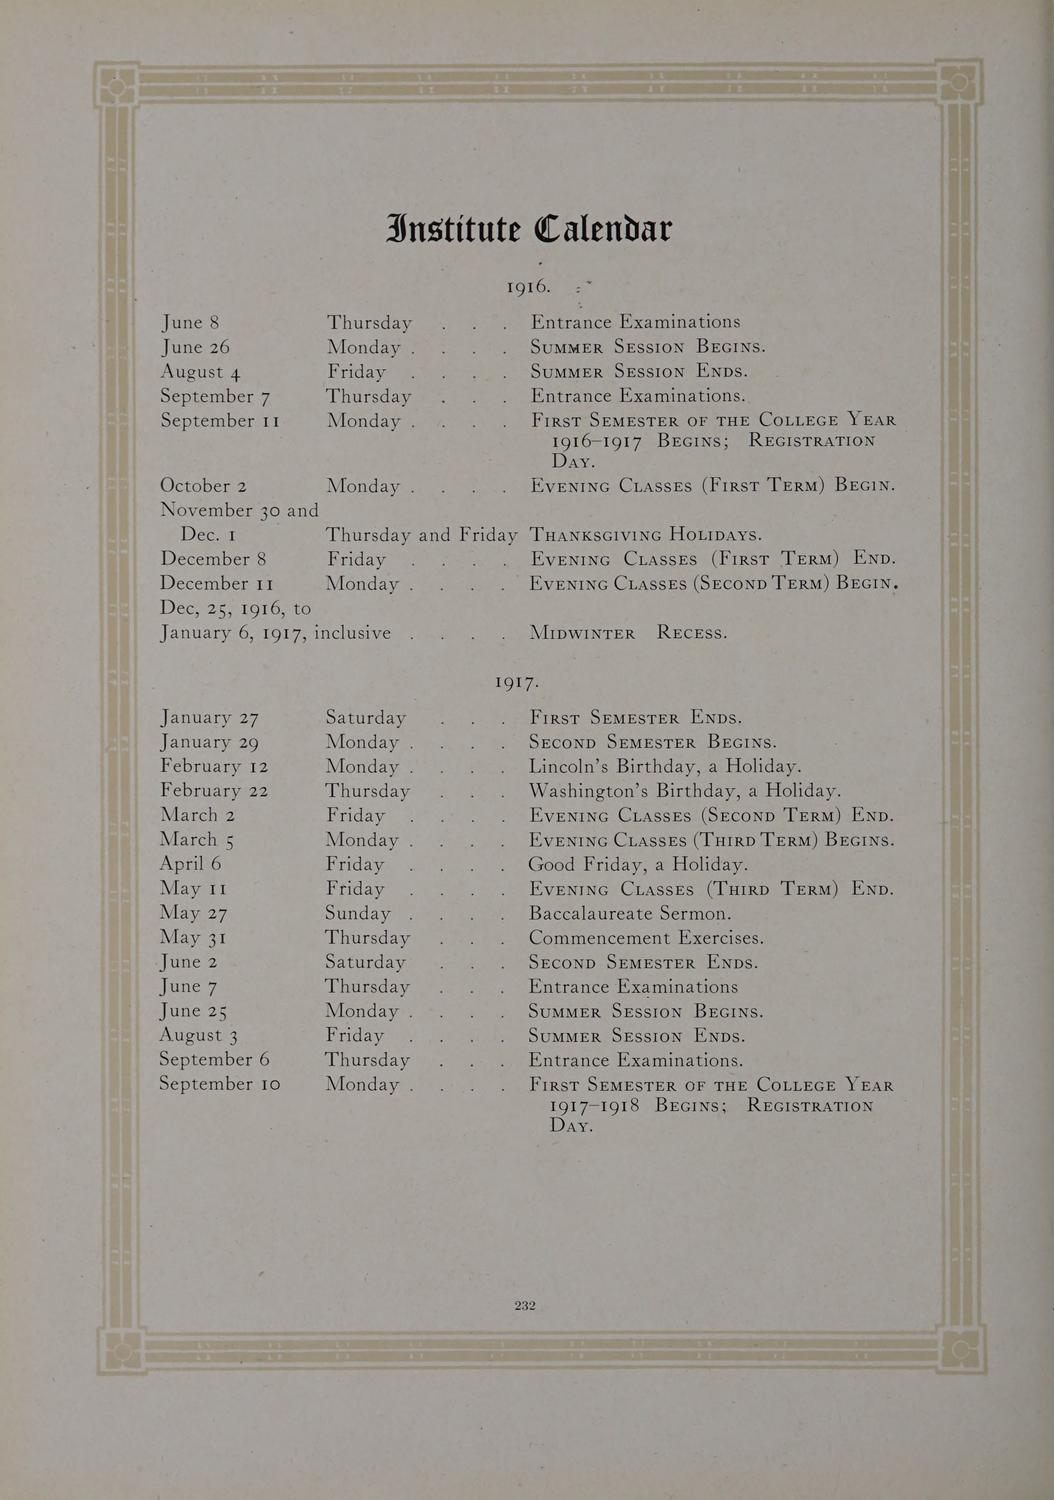 Institute Calendar
1916.
June 8 Thursday . . . Entrance Examinations
June 26 Monday . . . . Summer Session Begins.
August 4 Friday . . . . Summer Session Ends.
September 7 Thursday . . . Entrance Examinations.
September 11 Monday . . . . First Semester of the College Year
1916–1917 Begins; Registration
Day.
October 2 Monday . . . . Evening Classes (First Term) Begin.
November 30 and
Dec. 1 Thursday and Friday Thanksgiving Holidays.
December 8 Friday . . . . Evening Classes (First Term) End.
December 11 Monday . . . . Evening Classes (Second Term) Begin.
Dec, 25, 1916, to
January 6, 1917, inclusive . . . . Midwinter Recess.
1917.
January 27 Saturday . . . First Semester Ends.
January 29 Monday . . . . Second Semester Begins.
February 12 Monday . . . . Lincoln's Birthday, a Holiday.
February 22 Thursday . . . Washington's Birthday, a Holiday.
March 2 Friday . . . . Evening Classes (Second Term) End.
March 5 Monday . . . . Evening Classes (Third Term) Begins.
April 6 Friday . . . . Good Friday, a Holiday.
May 11 Friday . . . . Evening Classes (Third Term) End.
May 27 Sunday . . . . Baccalaureate Sermon.
May 31 Thursday . . . Commencement Exercises.
June 2 Saturday . . . Second Semester Ends.
June 7 Thursday . . . Entrance Examinations
June 25 Monday . . . . Summer Session Begins.
August 3 Friday . . . . Summer Session Ends.
September 6 Thursday . . . Entrance Examinations.
September 10 Monday . . . . First Semester of the College Year
1917–1918 Begins; Registration
Day.
232